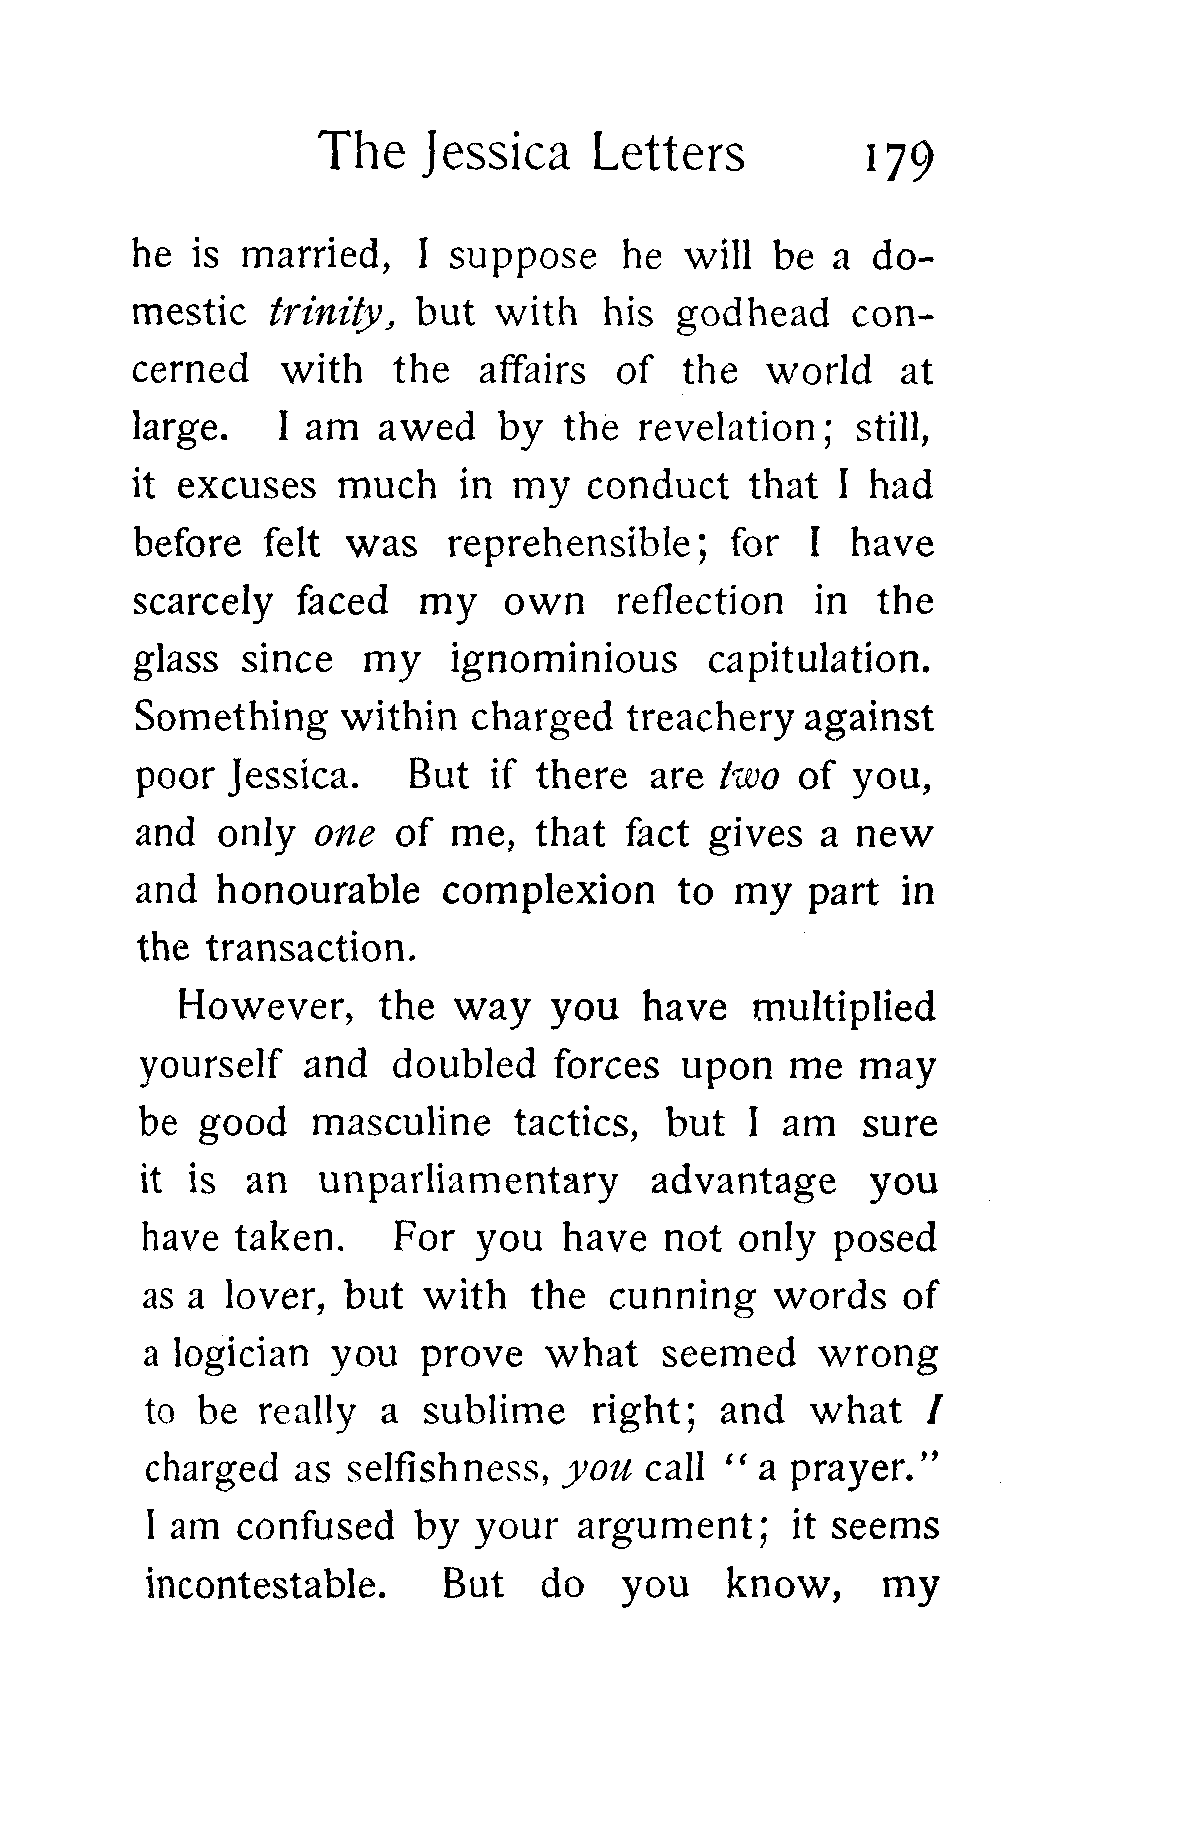 The Jessica Letters 179
he is married, I suppose he will be a do-
mestic trinity, but with his godhead con-
cerned with the affairs of the world at
large. I am awed by the revelation; still,
it excuses much in my conduct that I had
before felt was reprehensible; for I have
scarcely faced my own reflection in the
glass since my ignominious capitulation.
Something within charged treachery against
poor Jessica. But if there are two of you,
and only one of me, that fact gives a new
and honourable complexion to my part in
the transaction.
However, the way you have multiplied
yourself and doubled forces upon me may
be good masculine tactics, but I am sure
it is an unparliamentary advantage you
have taken. For you have not only posed
as a lover, but with the cunning words of
a logician you prove what seemed wrong
to be really a sublime right; and what I
charged as selfishness, you call "a prayer."
I am confused by your argument; it seems
incontestable. But do you know, my